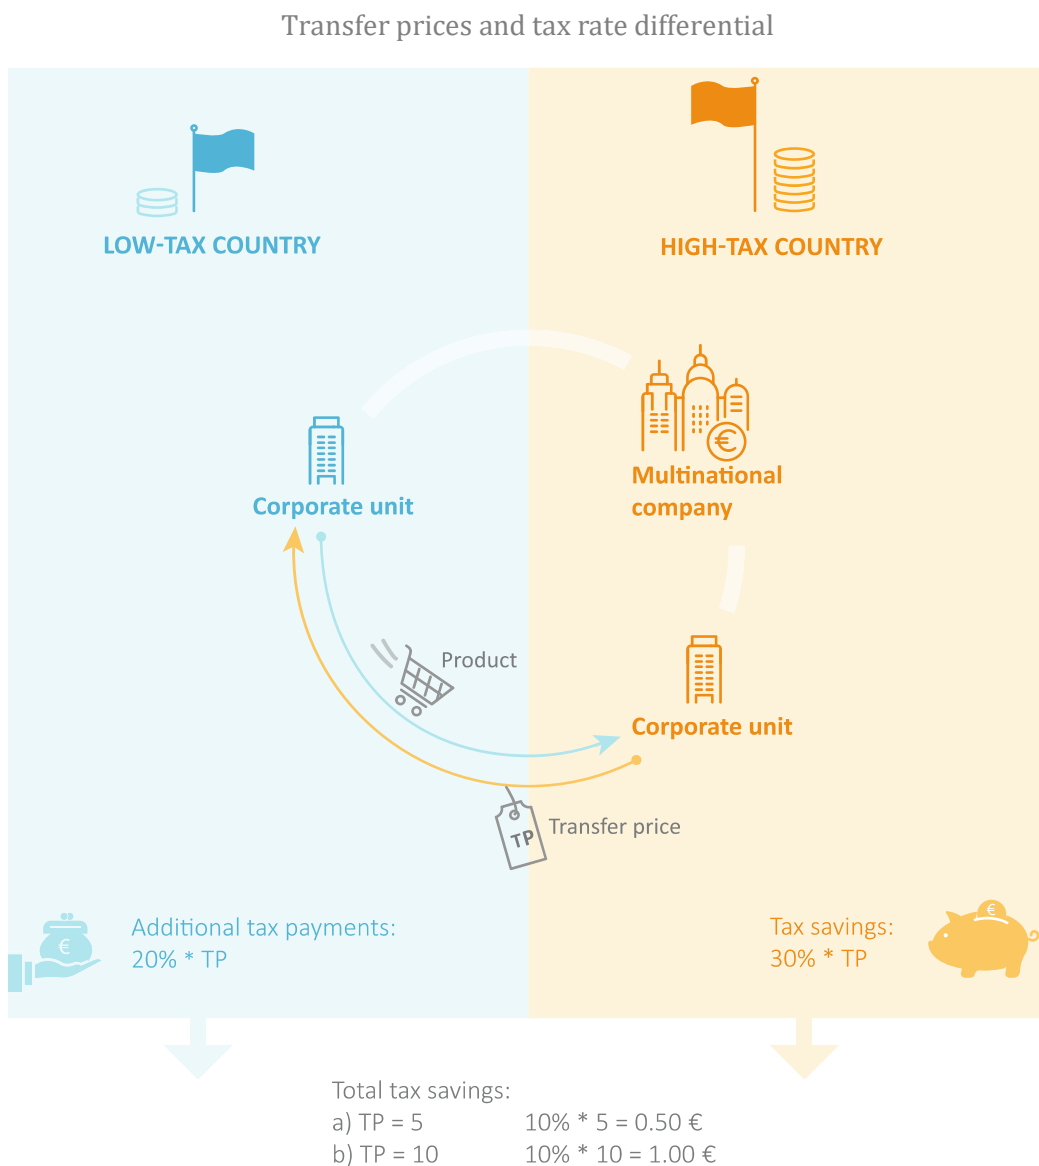 Transfer prices and tax rate differential
LOW-TAX COUNTRY
HIGH-TAX COUNTRY
€
Multinational
company
Corporate unit
Product
Corporate unit
TP
Transfer price
€
Additional tax payments:
20% * TP
Tax savings:
30% * TP
€
Total tax savings:
a) TP = 5 10% * 5 = 0.50 €
b) TP = 10 10% * 10 = 1.00 €